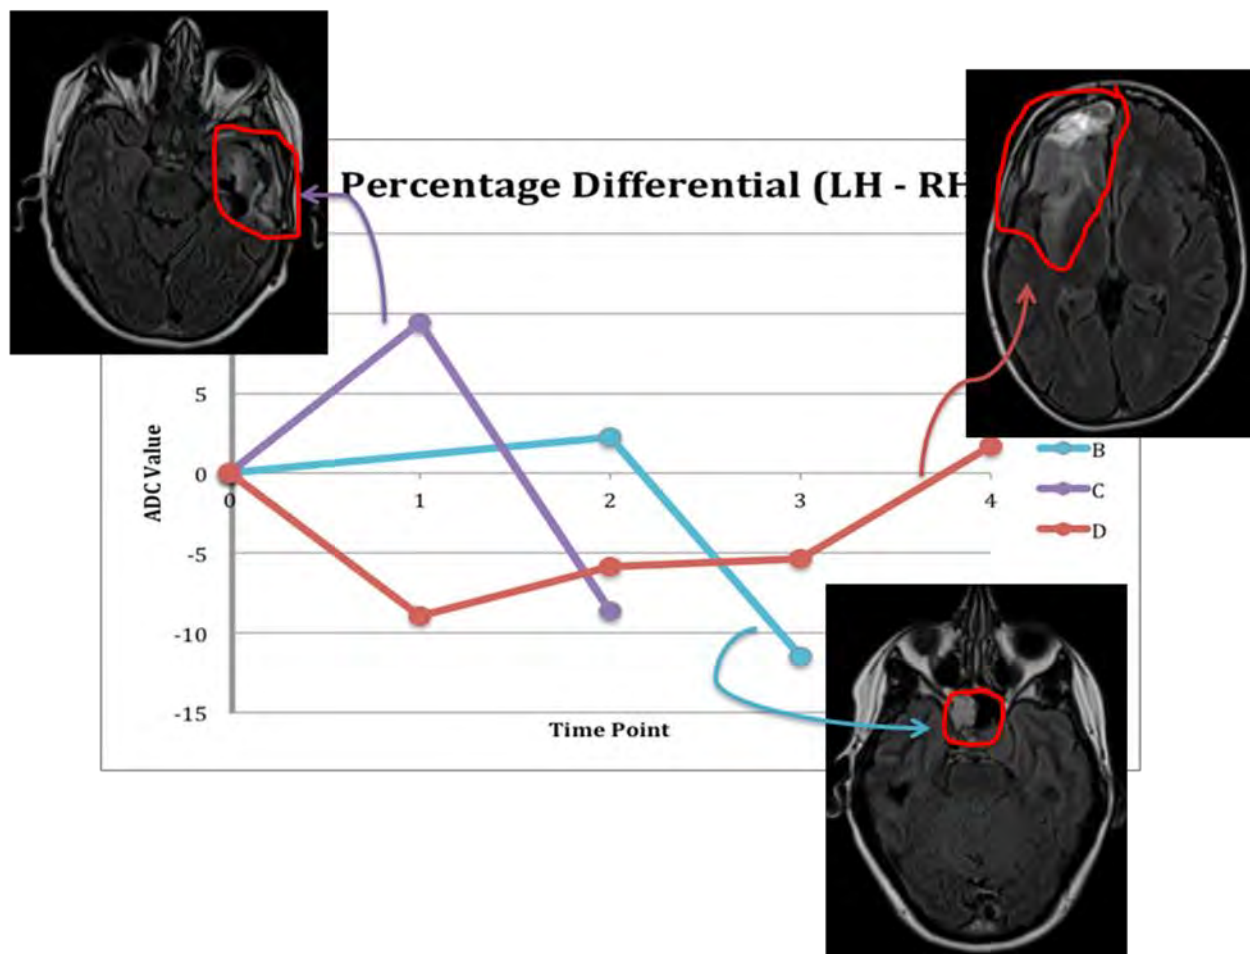 Percentage Differential (LH - RH
5
0
-5
-10
-15
ADC Value
0 1 2 3 4
Time Point
B
C
D